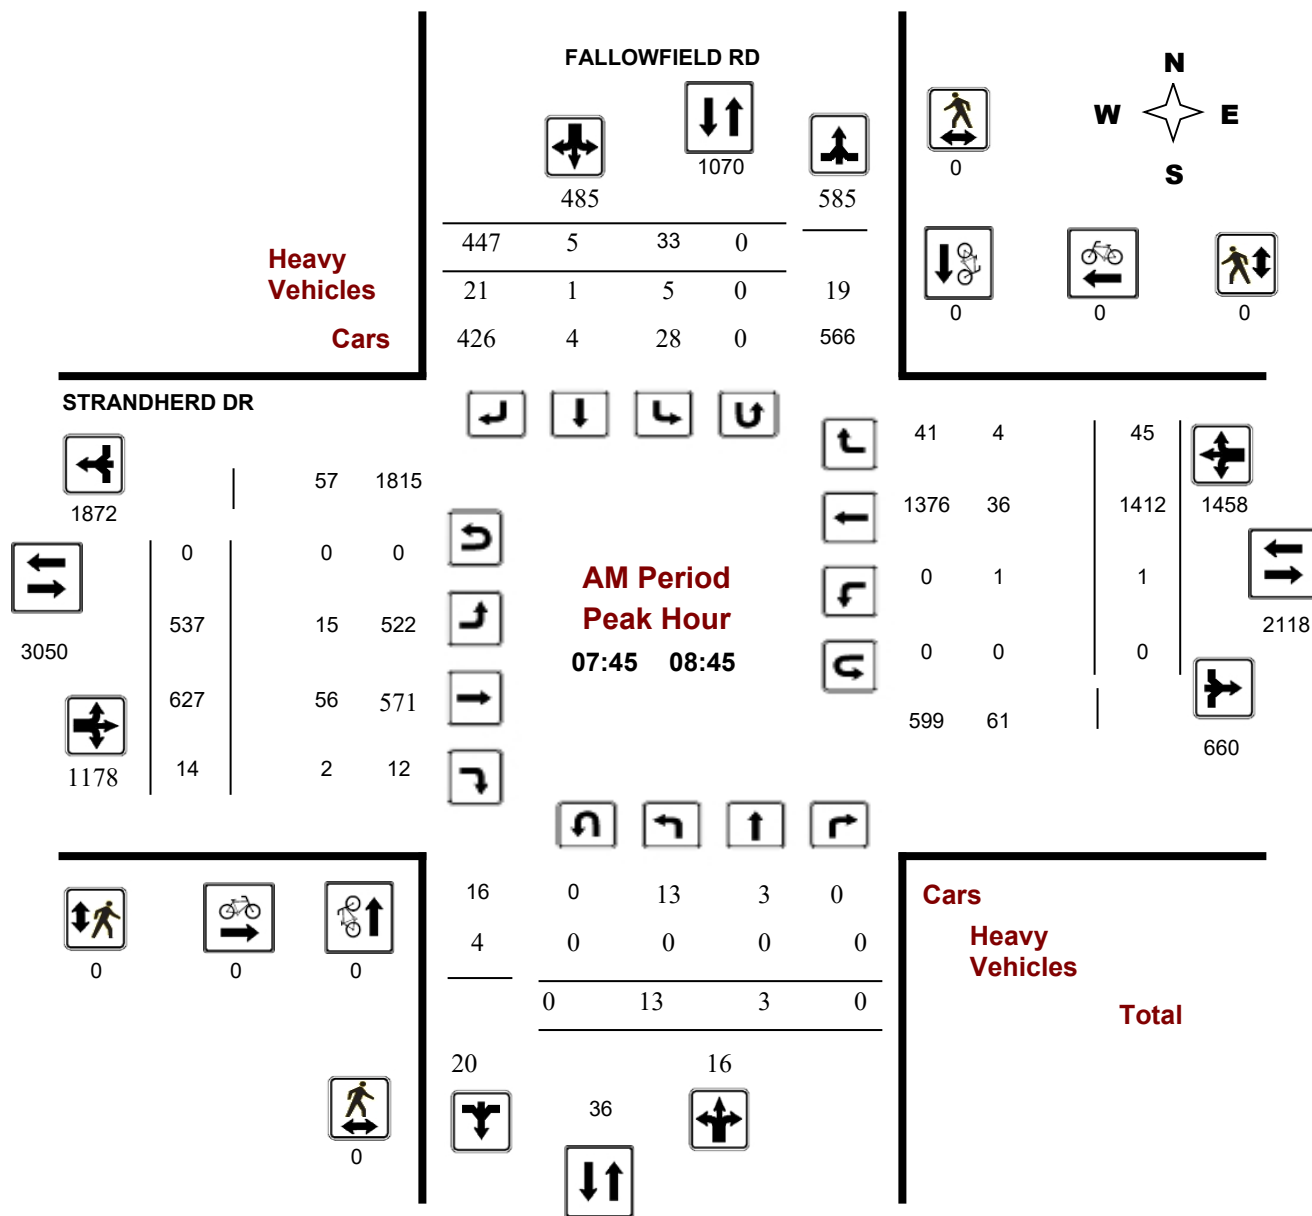 FALLOWFIELD RD
N
W E
S
1070
0
485 585
447 5 33 0
Heavy
Vehicles
21 1 5 0 19
Cars 426 4 28 0 566
0 0 0
STRANDHERD DR
41 4 45
57 1815
1872
1376 36 1412 1458
0 0 0
AM Period
0 1 1
Peak Hour
537 15 522
2118
3050
07:45 08:45
0 0 0
627 56 571
599 61
660
1178 14 2 12
16 0 13 3 0
Cars
4 0 0 0 0
Heavy
Vehicles
0 0 0
0 13 3 0
Total
20 16
36
0